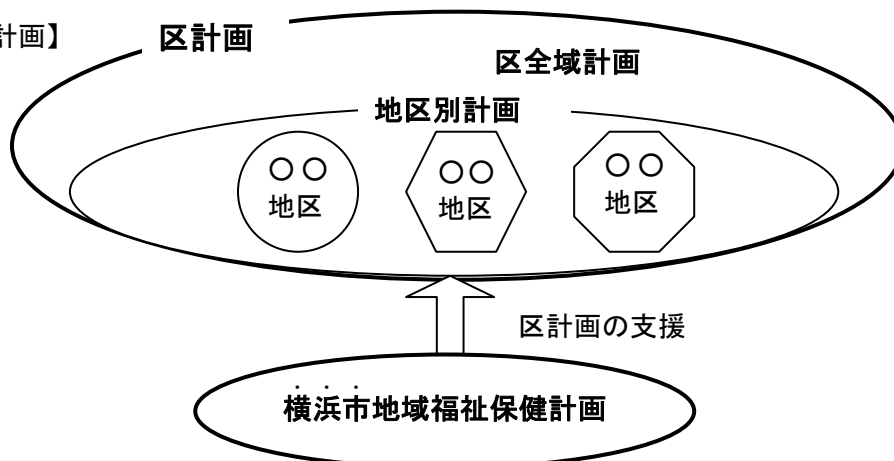 計画】
区計画
区全域計画
地区別計画
○○
地区
○○
地区
○○
地区
区計画の支援
横浜市地域福祉保健計画